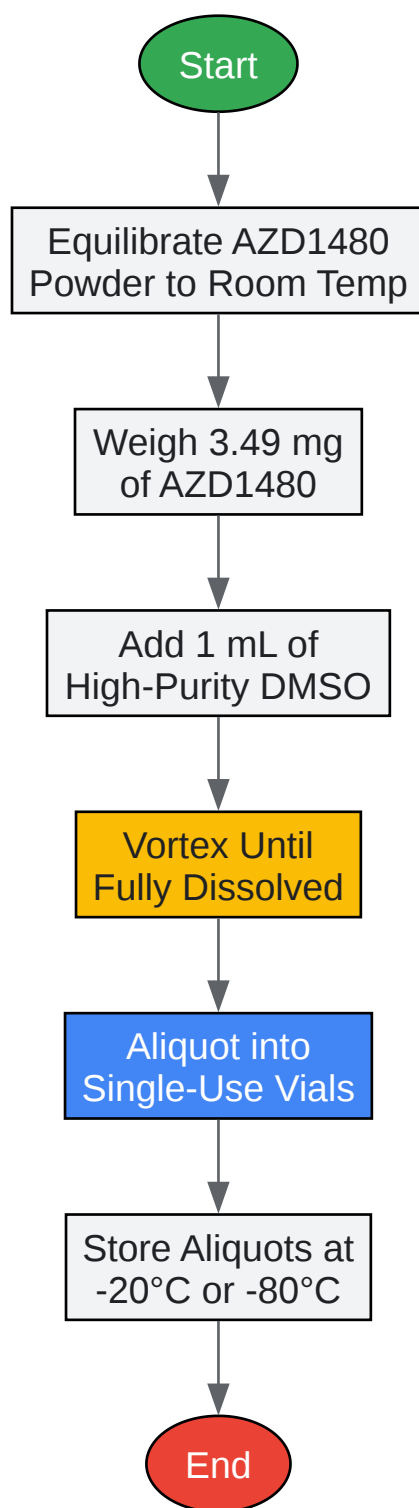 Start
Equilibrate AZD1480
Powder to Room Temp
Weigh 3.49 mg
of AZD1480
Add 1 mL of
High-Purity DMSO
Vortex Until
Fully Dissolved
Aliquot into
Single-Use Vials
Store Aliquots at
-20°C or -80°C
End